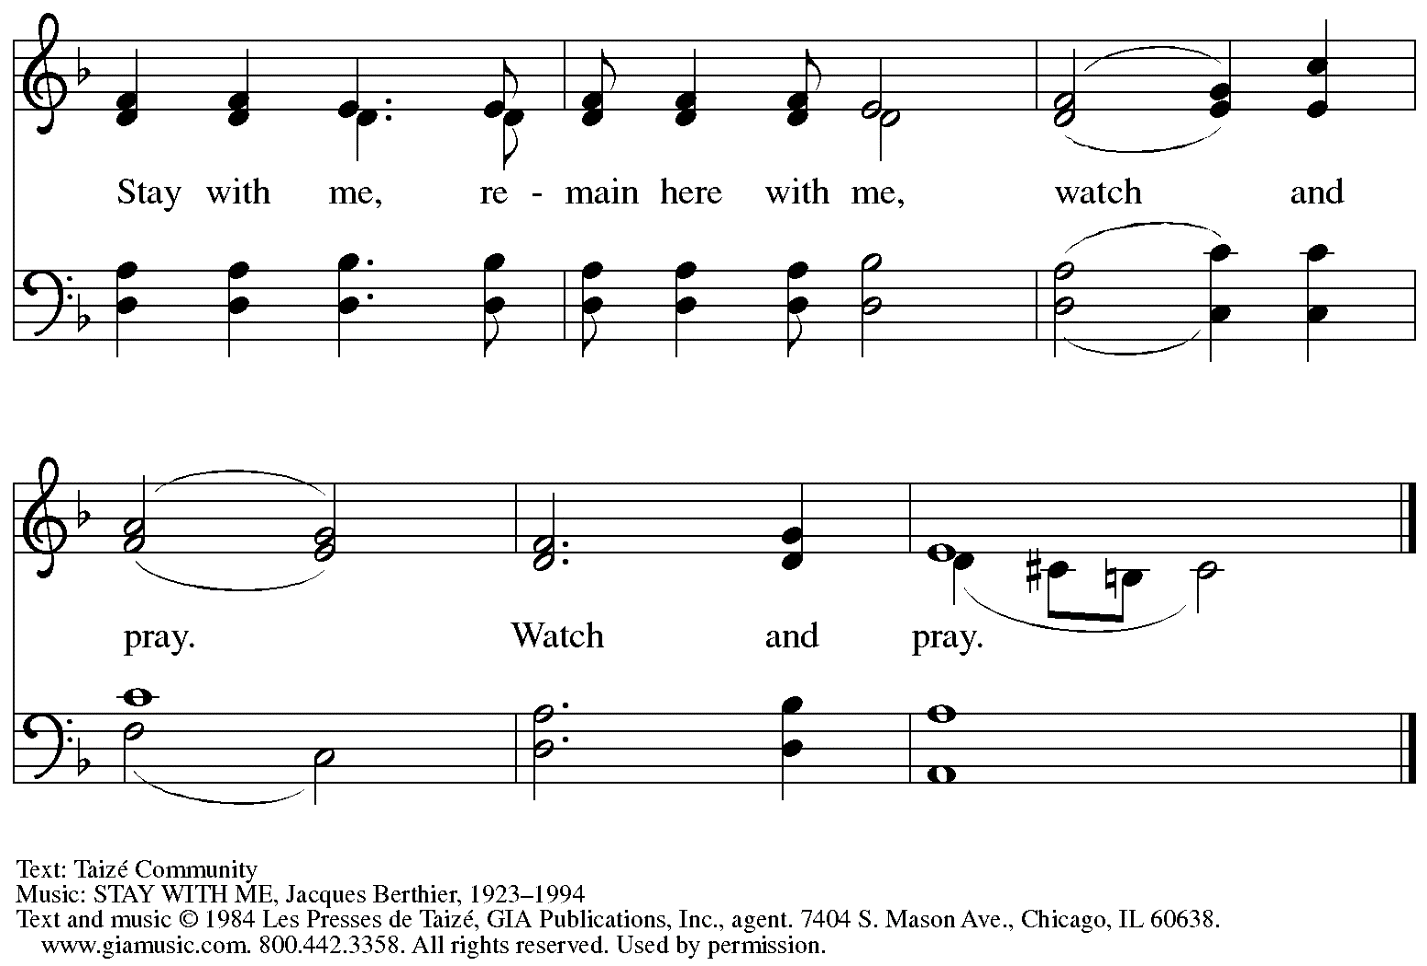 Stay with me, re - main here with me, watch and
pray. Watch and pray.
Text: Taizé Community
Music: STAY WITH ME, Jacques Berthier, 1923–1994
Text and music © 1984 Les Presses de Taizé, GIA Publications, Inc., agent. 7404 S. Mason Ave., Chicago, IL 60638.
www.giamusic.com. 800.442.3358. All rights reserved. Used by permission.